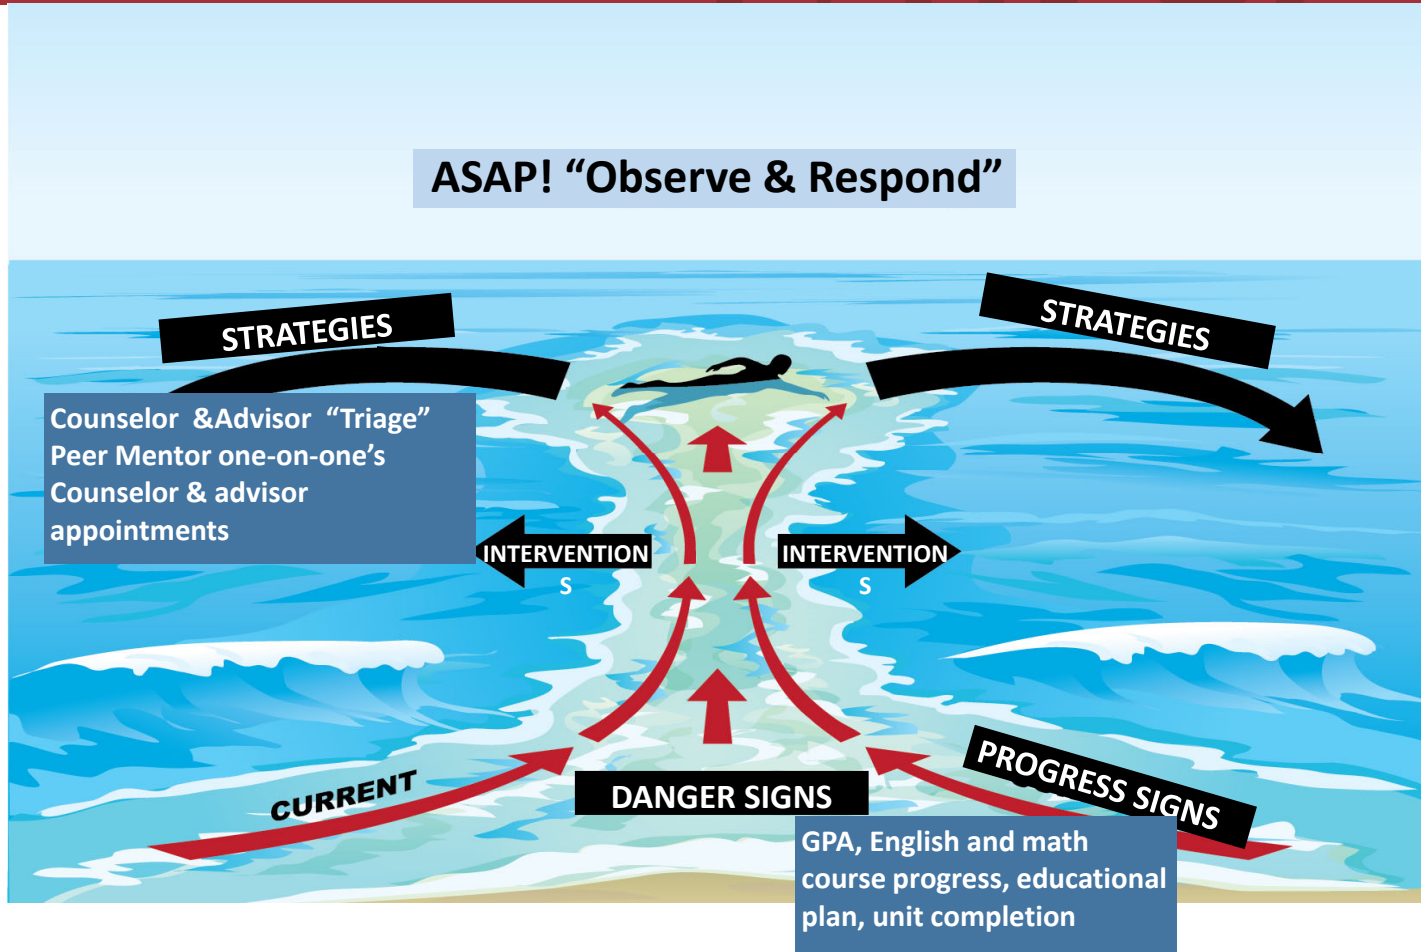 ASAP! “Observe & Respond”
STRATEGIES
STRATEGIES
Counselor &Advisor “Triage”
Peer Mentor one-on-one’s
Counselor & advisor
appointments
INTERVENTION
S
INTERVENTION
S
CURRENT
DANGER SIGNS
PROGRESS SIGNS
GPA, English and math
course progress, educational
plan, unit completion